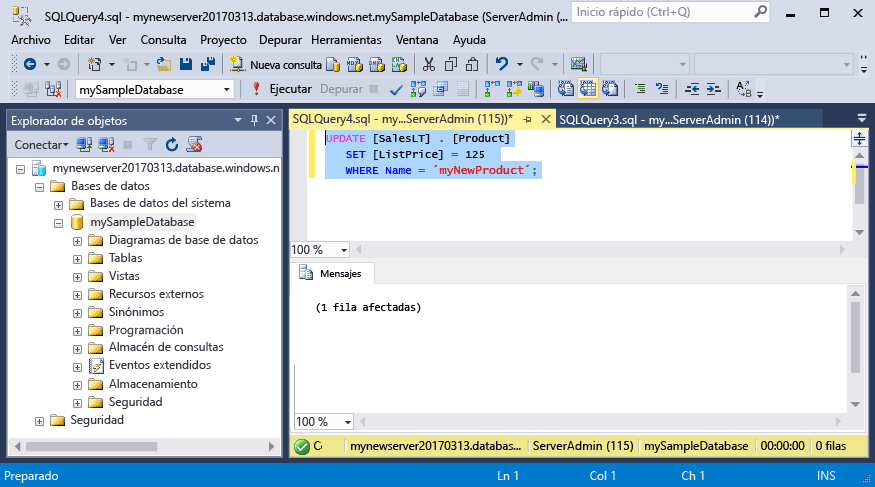 SQLQuery4.sql - mynewserver20170313.database.windows.net.mySampleDatabase (ServerAdmin (115))* ...
Inicio rápido (Ctrl+Q)
Archivo Editar Ver Consulta Proyecto Depurar Herramientas Ventana Ayuda
Nueva consulta
mySampleDatabase Ejecutar Depurar
Explorador de objetos
Conectar
mynewserver20170313.database.windows.n
Bases de datos
Bases de datos del sistema
mySampleDatabase
Diagramas de base de datos
Tablas
Vistas
Recursos externos
Sinónimos
Programación
Almacén de consultas
Eventos extendidos
Almacenamiento
Seguridad
Seguridad
SQLQuery4.sql - my...ServerAdmin (115))* SQLQuery3.sql - my...ServerAdmin (114))*
UPDATE [SalesLT] . [Product]
SET [ListPrice] = 125
WHERE Name = ´myNewProduct´;
100 %
Mensajes
(1 fila afectadas)
100 %
mynewserver20170313.databas... ServerAdmin (115) mySampleDatabase 00:00:00 0 filas
Preparado Ln 1 Col 1 Ch 1 INS